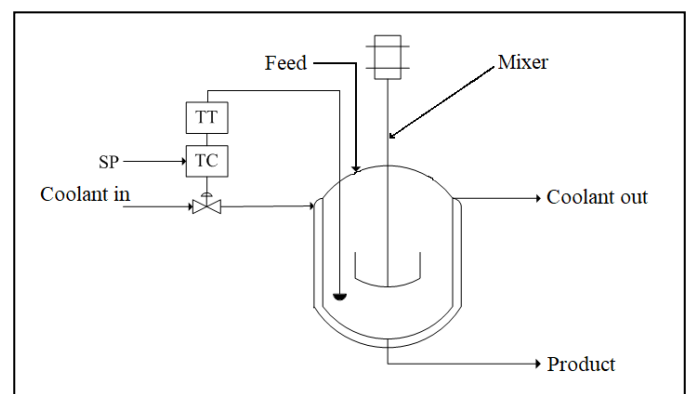 Feed
Mixer
TT
SP
TC
Coolant in
Coolant out
Product